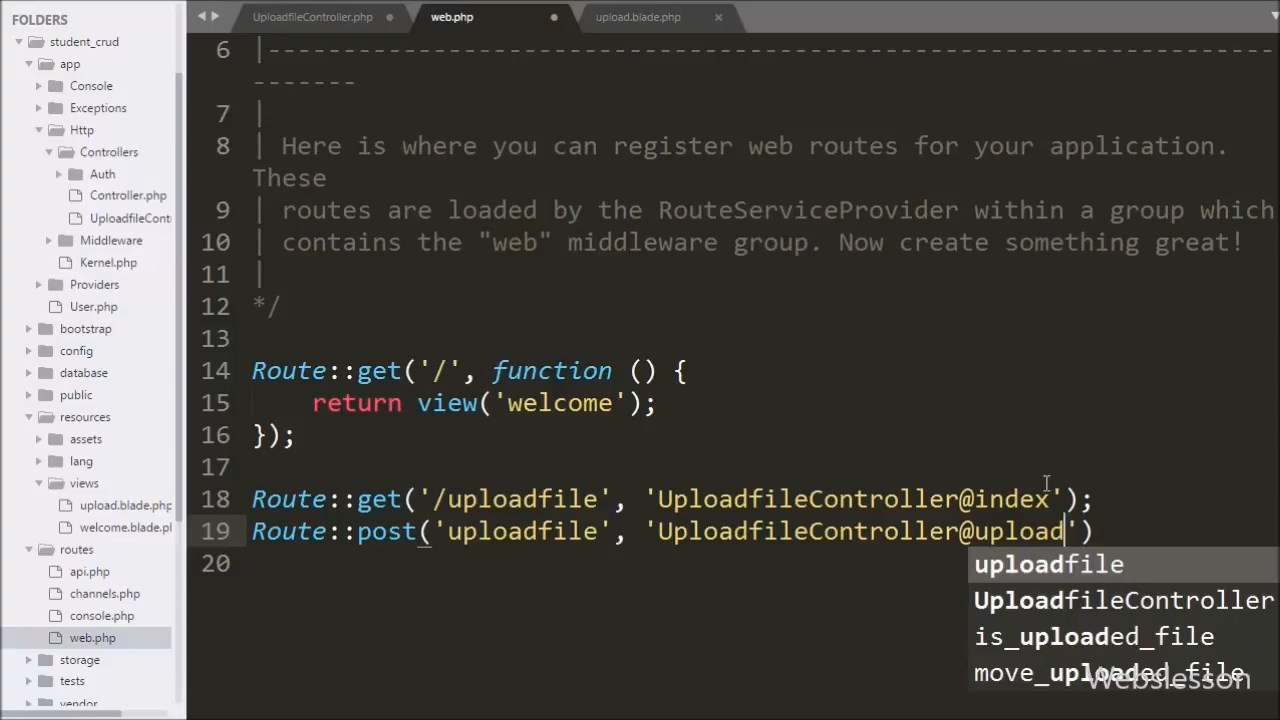 FOLDERS
student_crud
app
Console
Exceptions
Http
Controllers
Auth
Controller.php
UploadfileCont
Middleware
Kernel.php
Providers
User.php
bootstrap
config
database
public
resources
assets
lang
views
upload.blade.php
welcome.blade.pl
routes
api.php
channels.php
console.php
web.php
storage
tests
vendor
UploadfileController.php
web.php
upload.blade.php
6 |--------------------------------------------------------------------
-------
7 |
8 | Here is where you can register web routes for your application.
These
9 | routes are loaded by the RouteServiceProvider within a group which
10 | contains the "web" middleware group. Now create something great!
11 |
12 */
13
14 Route::get('/', function () {
15 return view('welcome');
16 });
17
18 Route::get('/uploadfile', 'UploadfileController@index');
19 Route::post('uploadfile', 'UploadfileController@upload')
20
uploadfile
UploadfileController
is_uploaded_file
move_uploaded_file
Webslesson